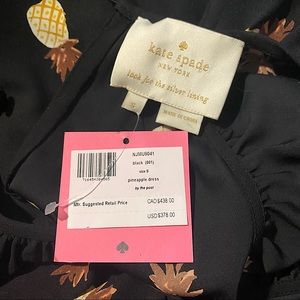 kate spade
NEW YORK
look for the silver lining
S
MADE IN CHINA
NJMU9041
black (001)
size S
pineapple dress
by the pool
Mfr. Suggested Retail Price
CAD$438.00
USD$378.00